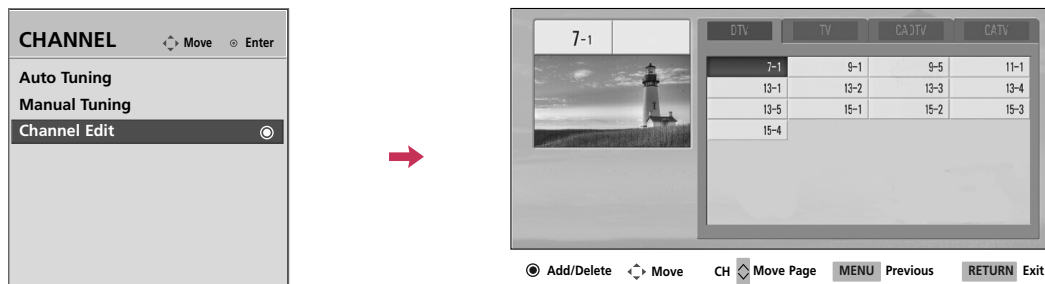 CHANNEL Move Enter
Auto Tuning
Manual Tuning
Channel Edit
7-1
DTV TV CADTV CATV
7-1 9-1 9-5 11-1
13-1 13-2 13-3 13-4
13-5 15-1 15-2 15-3
15-4
Add/Delete Move CH Move Page MENU Previous RETURN Exit